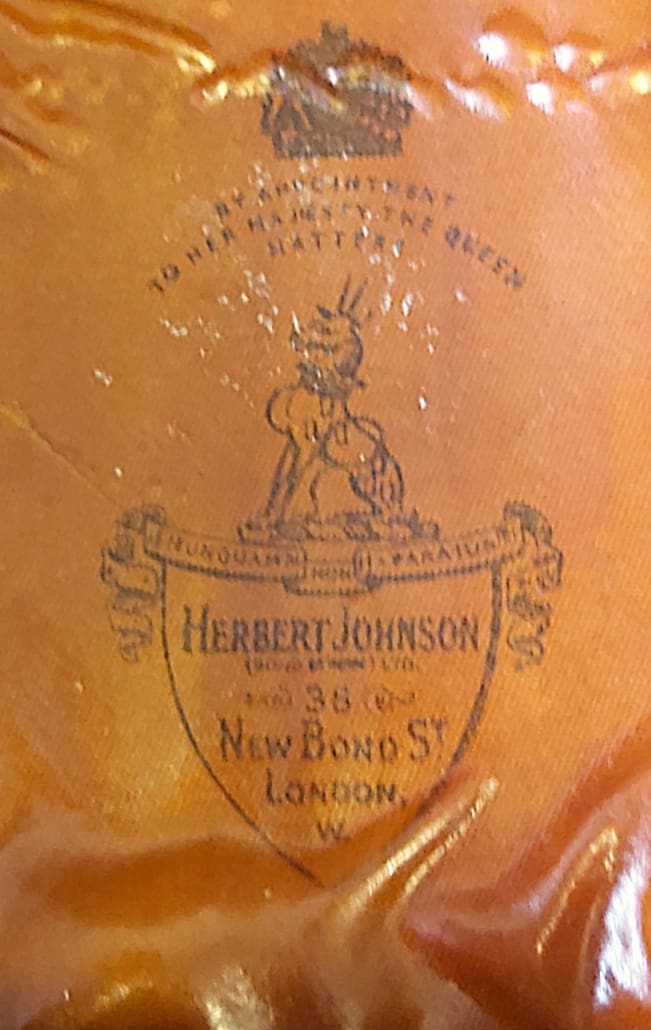 BY APPOINTMENT
TO HER MAJESTY THE QUEEN
HATTERS
NUNQUAM NON PARATUS
HERBERT JOHNSON
(BOND STREET) LTD.
38
NEW BOND ST
LONDON,
W.